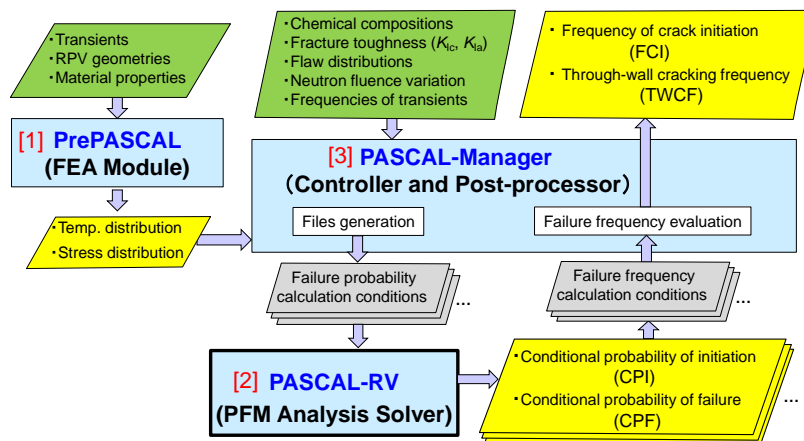 • Transients
• RPV geometries
• Material properties
• Chemical compositions
• Fracture toughness (KIc, KIa)
• Flaw distributions
• Neutron fluence variation
• Frequencies of transients
• Frequency of crack initiation
(FCI)
• Through-wall cracking frequency
(TWCF)
[1] PrePASCAL
(FEA Module)
[3] PASCAL-Manager
(Controller and Post-processor)
Files generation
Failure frequency evaluation
• Temp. distribution
• Stress distribution
Failure probability
calculation conditions
...
Failure frequency
calculation conditions
...
[2] PASCAL-RV
(PFM Analysis Solver)
• Conditional probability of initiation
(CPI)
• Conditional probability of failure
(CPF)
...